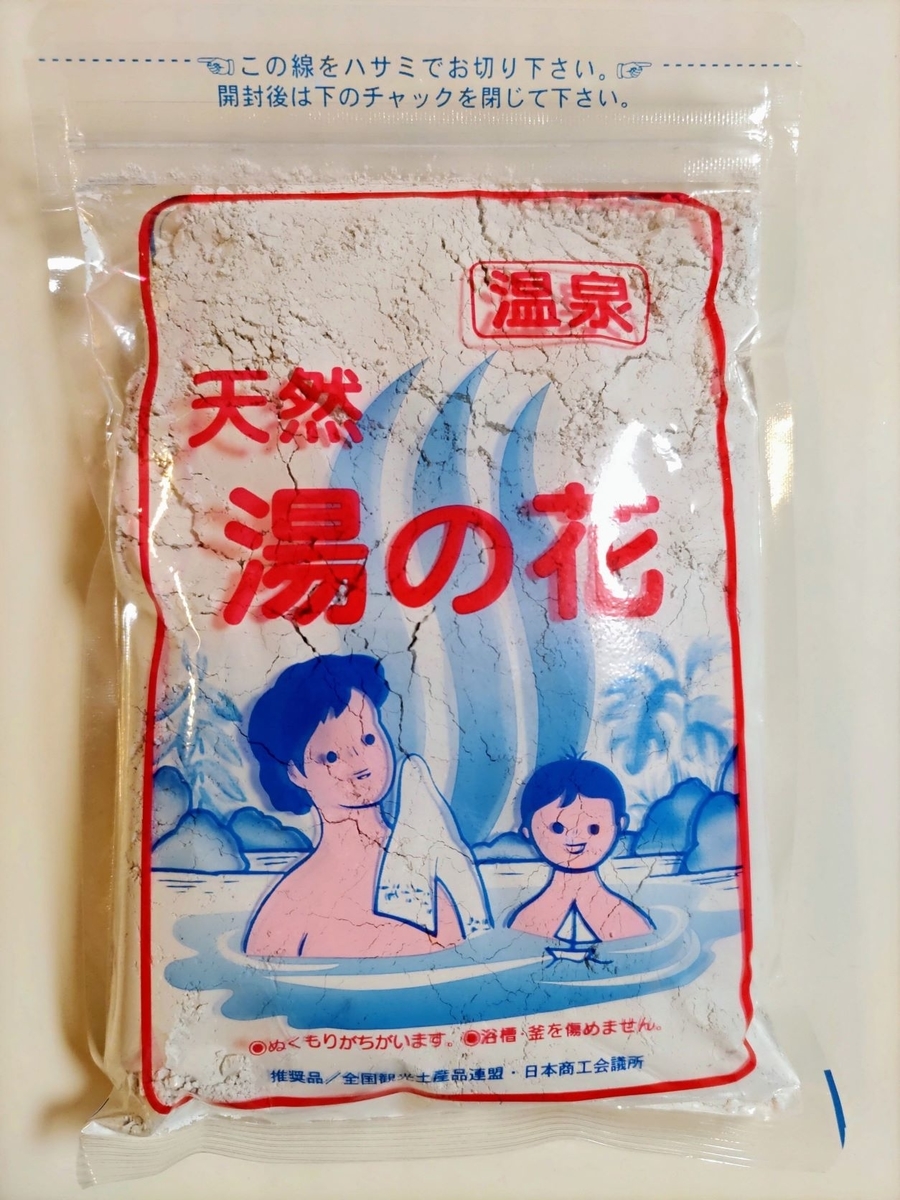 この線をハサミでお切り下さい。
開封後は下のチャックを閉じて下さい。
温泉
天然
湯の花
◉ぬくもりがちがいます。◉浴槽・釜を傷めません。
推奨品／全国観光土産品連盟・日本商工会議所